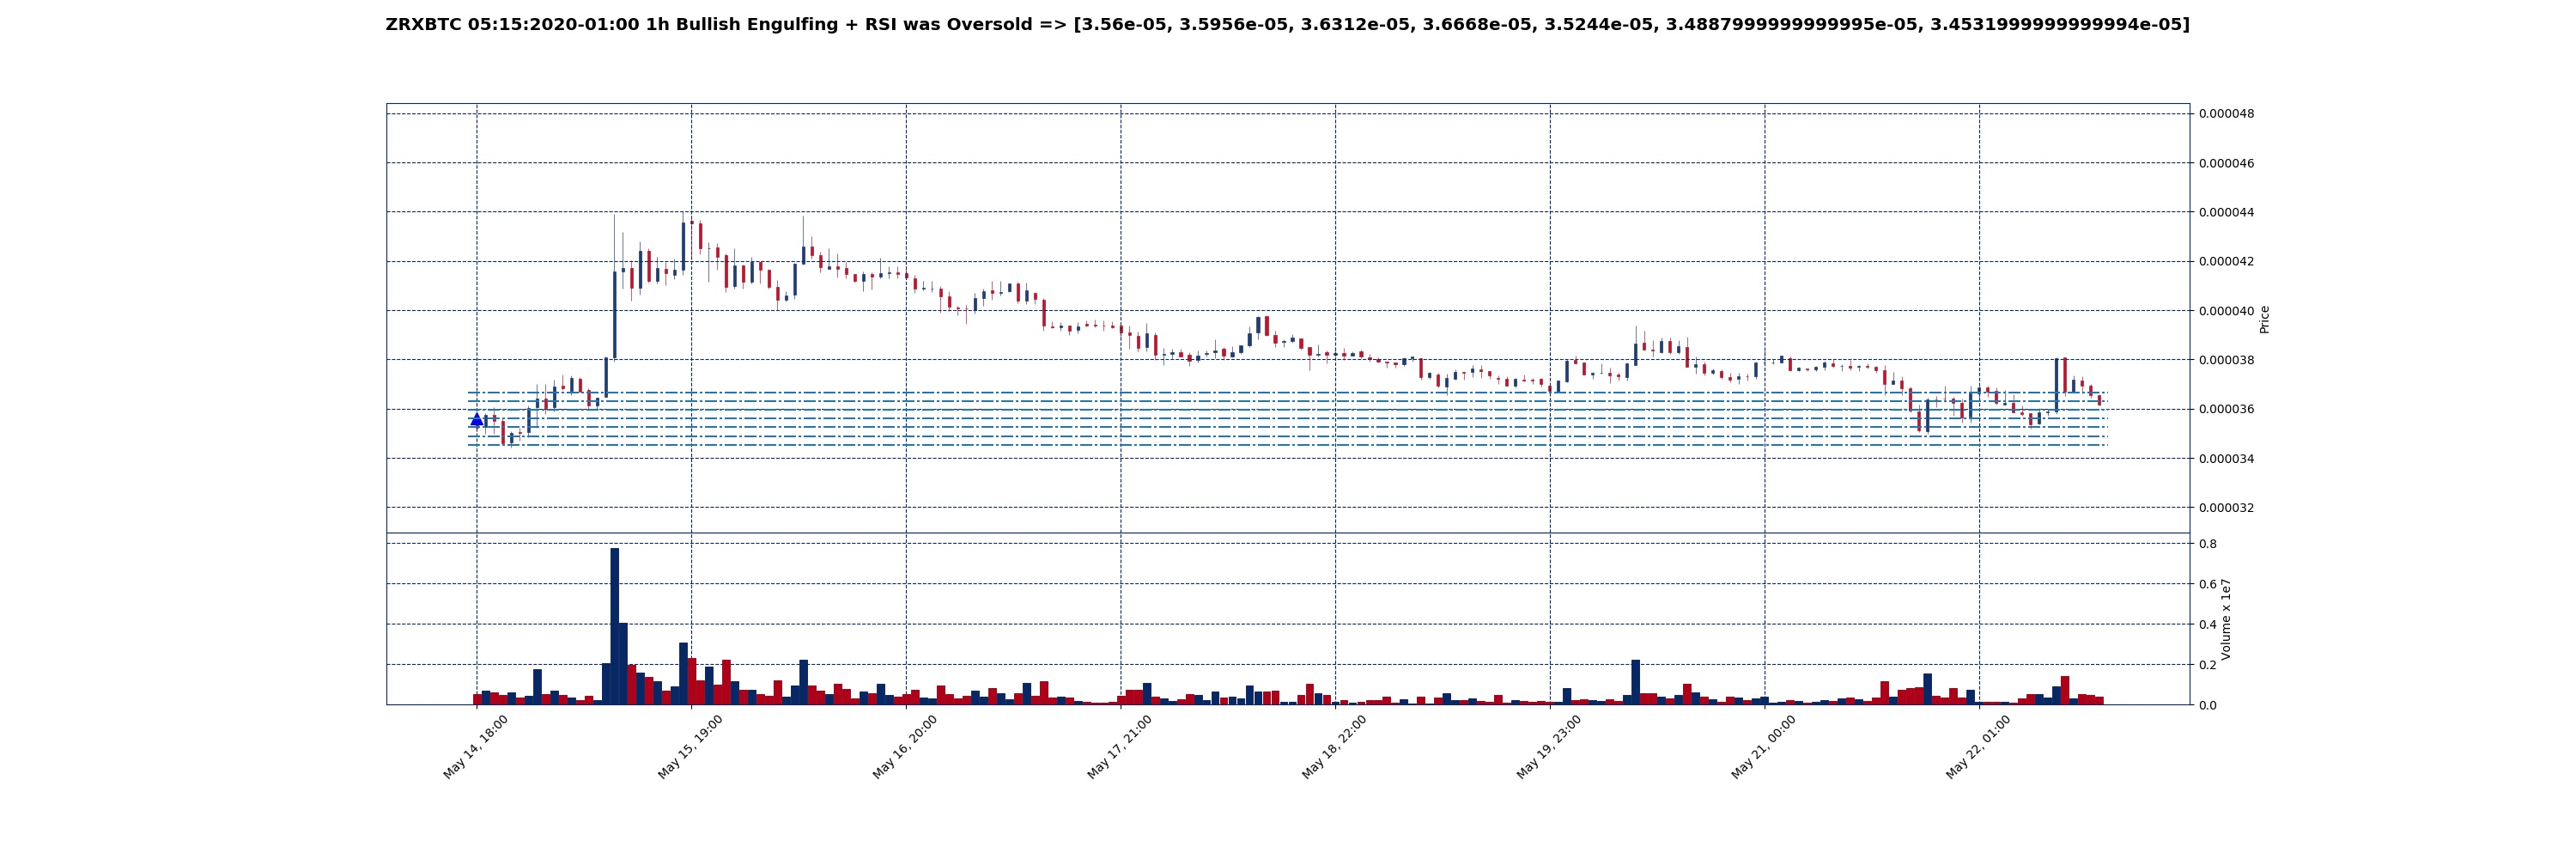 ZRXBTC 05:15:2020-01:00 1h Bullish Engulfing + RSI was Oversold => [3.56e-05, 3.5956e-05, 3.6312e-05, 3.6668e-05, 3.5244e-05, 3.4887999999999995e-05, 3.4531999999999994e-05]
0.000048
0.000046
0.000044
0.000042
0.000040
0.000038
0.000036
0.000034
0.000032
Price
0.8
0.6
0.4
0.2
0.0
Volume x 1e7
May 14, 18:00
May 15, 19:00
May 16, 20:00
May 17, 21:00
May 18, 22:00
May 19, 23:00
May 21, 00:00
May 22, 01:00